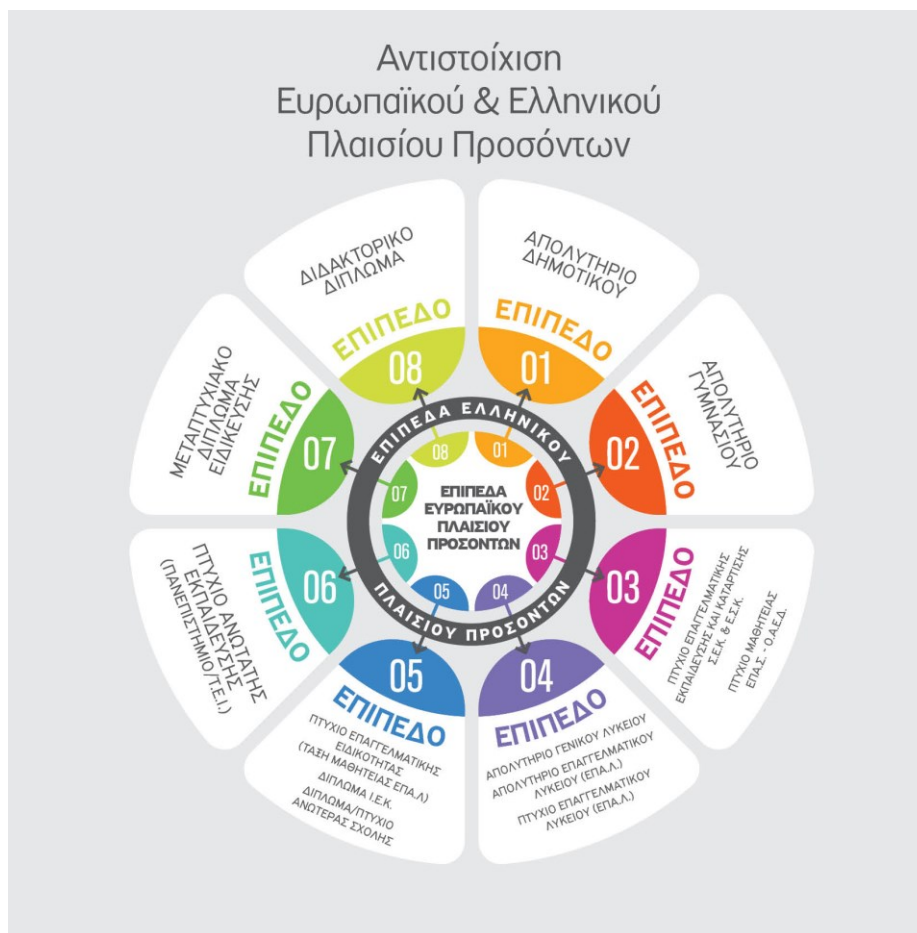 Αντιστοίχιση
Ευρωπαϊκού & Ελληνικού
Πλαισίου Προσόντων
ΑΠΟΛΥΤΗΡΙΟ
ΔΗΜΟΤΙΚΟΥ
ΕΠΙΠΕΔΟ
01
ΑΠΟΛΥΤΗΡΙΟ
ΓΥΜΝΑΣΙΟΥ
ΕΠΙΠΕΔΟ
02
ΕΠΙΠΕΔΟ
03
ΠΤΥΧΙΟ ΕΠΑΓΓΕΛΜΑΤΙΚΗΣ
ΕΚΠΑΙΔΕΥΣΗΣ ΚΑΙ ΚΑΤΑΡΤΙΣΗΣ
Σ.Ε.Κ. & Ε.Σ.Κ.
ΠΤΥΧΙΟ ΜΑΘΗΤΕΙΑΣ
ΕΠΑ.Σ. - Ο.Α.Ε.Δ.
04
ΕΠΙΠΕΔΟ
ΑΠΟΛΥΤΗΡΙΟ ΓΕΝΙΚΟΥ ΛΥΚΕΙΟΥ
ΑΠΟΛΥΤΗΡΙΟ ΕΠΑΓΓΕΛΜΑΤΙΚΟΥ
ΛΥΚΕΙΟΥ (ΕΠΑ.Λ.)
ΠΤΥΧΙΟ ΕΠΑΓΓΕΛΜΑΤΙΚΟΥ
ΛΥΚΕΙΟΥ (ΕΠΑ.Λ.)
05
ΕΠΙΠΕΔΟ
ΠΤΥΧΙΟ ΕΠΑΓΓΕΛΜΑΤΙΚΗΣ
ΕΙΔΙΚΟΤΗΤΑΣ
(ΤΑΞΗ ΜΑΘΗΤΕΙΑΣ ΕΠΑ.Λ)
ΔΙΠΛΩΜΑ Ι.Ε.Κ.
ΔΙΠΛΩΜΑ/ΠΤΥΧΙΟ
ΑΝΩΤΕΡΑΣ ΣΧΟΛΗΣ
06
ΕΠΙΠΕΔΟ
ΠΤΥΧΙΟ ΑΝΩΤΑΤΗΣ
ΕΚΠΑΙΔΕΥΣΗΣ
(ΠΑΝΕΠΙΣΤΗΜΙΟ/Τ.Ε.Ι.)
07
ΕΠΙΠΕΔΟ
ΜΕΤΑΠΤΥΧΙΑΚΟ
ΔΙΠΛΩΜΑ
ΕΙΔΙΚΕΥΣΗΣ
ΔΙΔΑΚΤΟΡΙΚΟ
ΔΙΠΛΩΜΑ
ΕΠΙΠΕΔΟ
08
ΕΠΙΠΕΔΑ ΕΛΛΗΝΙΚΟΥ
ΠΛΑΙΣΙΟΥ ΠΡΟΣΟΝΤΩΝ
01
02
03
04
05
06
07
08
ΕΠΙΠΕΔΑ
ΕΥΡΩΠΑΪΚΟΥ
ΠΛΑΙΣΙΟΥ
ΠΡΟΣΟΝΤΩΝ